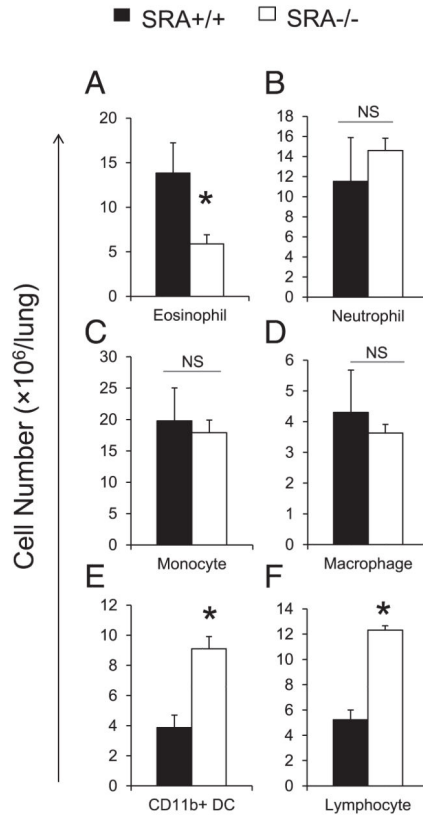 SRA+/+ SRA-/-
A B
20 18
15 16
10 14
5 12
0 10
8
6
4
2
0
NS
*
Eosinophil Neutrophil
C D
30 6
25 5
20 4
15 3
10 2
5 1
0 0
NS NS
Monocyte Macrophage
E F
12 14
10 12
8 10
6 8
4 6
2 4
0 2
0
* *
CD11b+ DC Lymphocyte
Cell Number (×10⁶/lung)